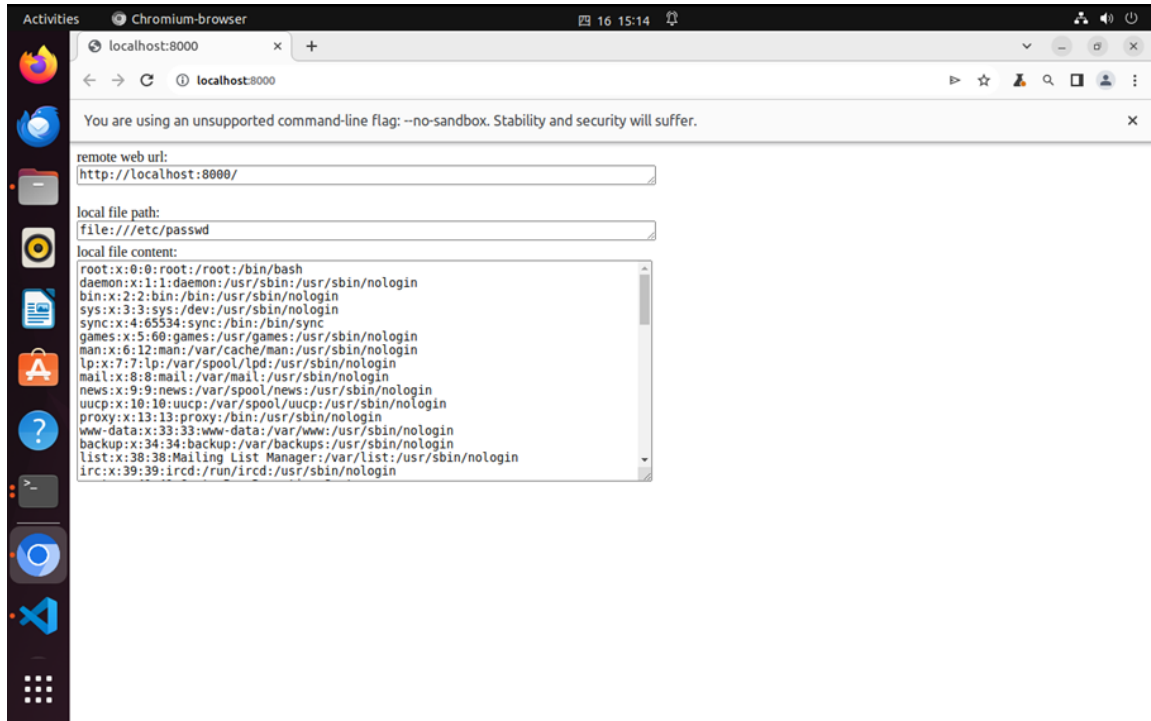 Activities
Chromium-browser
四 16 15:14
localhost:8000
localhost:8000
You are using an unsupported command-line flag: --no-sandbox. Stability and security will suffer.
remote web url:
http://localhost:8000/
local file path:
file:///etc/passwd
local file content:
root:x:0:0:root:/root:/bin/bash
daemon:x:1:1:daemon:/usr/sbin:/usr/sbin/nologin
bin:x:2:2:bin:/bin:/usr/sbin/nologin
sys:x:3:3:sys:/dev:/usr/sbin/nologin
sync:x:4:65534:sync:/bin:/bin/sync
games:x:5:60:games:/usr/games:/usr/sbin/nologin
man:x:6:12:man:/var/cache/man:/usr/sbin/nologin
lp:x:7:7:lp:/var/spool/lpd:/usr/sbin/nologin
mail:x:8:8:mail:/var/mail:/usr/sbin/nologin
news:x:9:9:news:/var/spool/news:/usr/sbin/nologin
uucp:x:10:10:uucp:/var/spool/uucp:/usr/sbin/nologin
proxy:x:13:13:proxy:/bin:/usr/sbin/nologin
www-data:x:33:33:www-data:/var/www:/usr/sbin/nologin
backup:x:34:34:backup:/var/backups:/usr/sbin/nologin
list:x:38:38:Mailing List Manager:/var/list:/usr/sbin/nologin
irc:x:39:39:ircd:/run/ircd:/usr/sbin/nologin